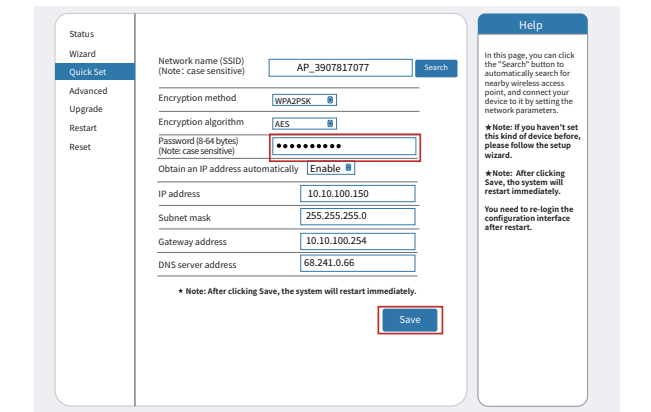 Status
Wizard
Quick Set
Advanced
Upgrade
Restart
Reset
Network name (SSID)
(Note: case sensitive)
AP_3907817077
Search
Encryption method
WPA2PSK
Encryption algorithm
AES
Password (8-64 bytes)
(Note: case sensitive)
●●●●●●●●●●
Obtain an IP address automatically
Enable
IP address
10.10.100.150
Subnet mask
255.255.255.0
Gateway address
10.10.100.254
DNS server address
68.241.0.66
★ Note: After clicking Save, the system will restart immediately.
Save
Help
In this page, you can click
the "Search" button to
automatically search for
nearby wireless access
point, and connect your
device to it by setting the
network parameters.
★Note: If you haven't set
this kind of device before,
please follow the setup
wizard.
★Note: After clicking
Save, tho system will
restart immediately.
You need to re-login the
configuration interface
after restart.